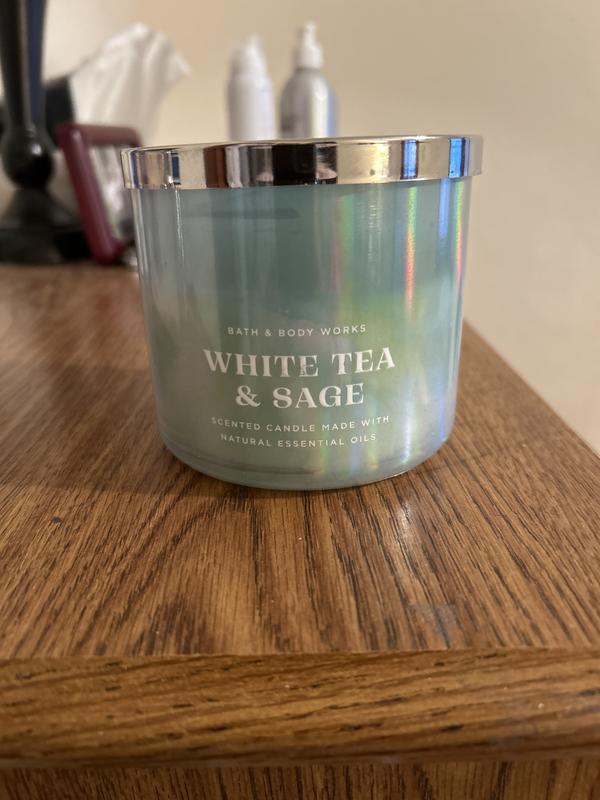 BATH & BODY WORKS
WHITE TEA
& SAGE
SCENTED CANDLE MADE WITH
NATURAL ESSENTIAL OILS